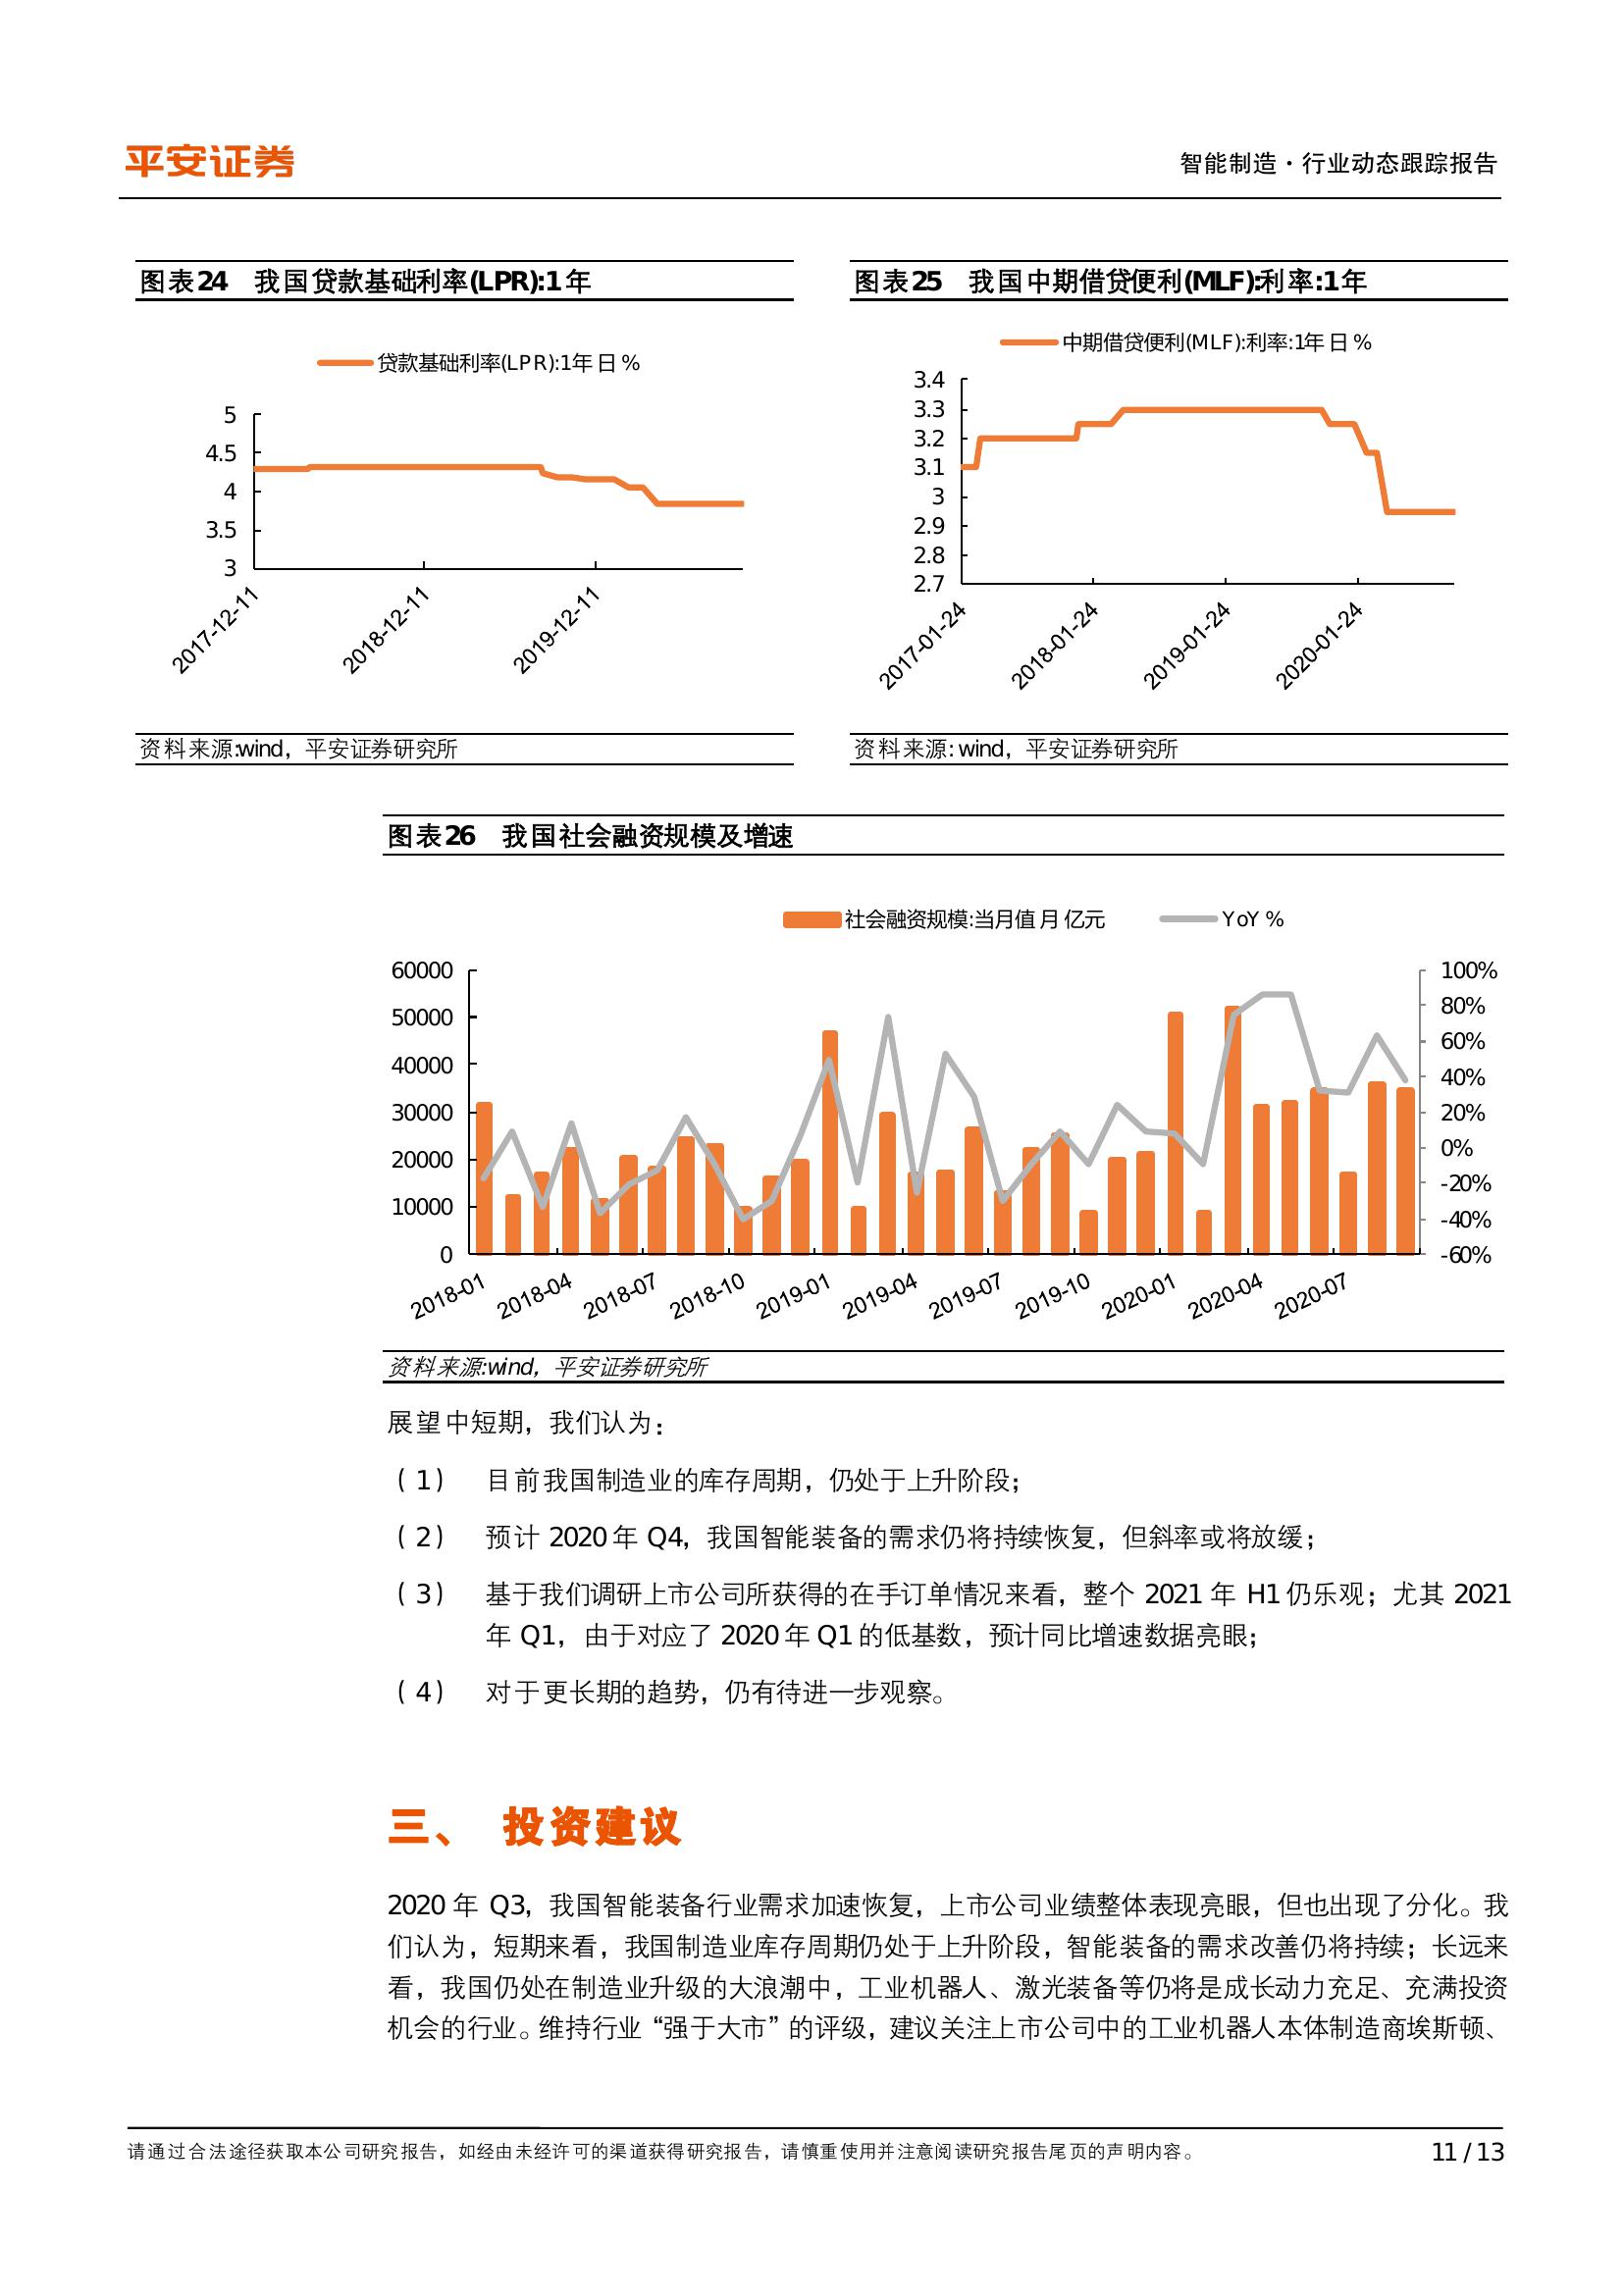 平安证券
智能制造·行业动态跟踪报告
图表24 我国贷款基础利率(LPR):1年
贷款基础利率(LPR):1年 日 %
5
4.5
4
3.5
3
2017-12-11
2018-12-11
2019-12-11
资料来源:wind，平安证券研究所
图表25 我国中期借贷便利(MLF):利率:1年
中期借贷便利(MLF):利率:1年 日 %
3.4
3.3
3.2
3.1
3
2.9
2.8
2.7
2017-01-24
2018-01-24
2019-01-24
2020-01-24
资料来源: wind，平安证券研究所
图表26 我国社会融资规模及增速
社会融资规模:当月值 月 亿元
YoY %
60000
50000
40000
30000
20000
10000
0
100%
80%
60%
40%
20%
0%
-20%
-40%
-60%
2018-01
2018-04
2018-07
2018-10
2019-01
2019-04
2019-07
2019-10
2020-01
2020-04
2020-07
资料来源:wind，平安证券研究所
展望中短期，我们认为：
（1） 目前我国制造业的库存周期，仍处于上升阶段；
（2） 预计 2020 年 Q4，我国智能装备的需求仍将持续恢复，但斜率或将放缓；
（3） 基于我们调研上市公司所获得的在手订单情况来看，整个 2021 年 H1 仍乐观；尤其 2021
年 Q1，由于对应了 2020 年 Q1 的低基数，预计同比增速数据亮眼；
（4） 对于更长期的趋势，仍有待进一步观察。
三、 投资建议
2020 年 Q3，我国智能装备行业需求加速恢复，上市公司业绩整体表现亮眼，但也出现了分化。我
们认为，短期来看，我国制造业库存周期仍处于上升阶段，智能装备的需求改善仍将持续；长远来
看，我国仍处在制造业升级的大浪潮中，工业机器人、激光装备等仍将是成长动力充足、充满投资
机会的行业。维持行业“强于大市”的评级，建议关注上市公司中的工业机器人本体制造商埃斯顿、
请通过合法途径获取本公司研究报告，如经由未经许可的渠道获得研究报告，请慎重使用并注意阅读研究报告尾页的声明内容。
11 / 13